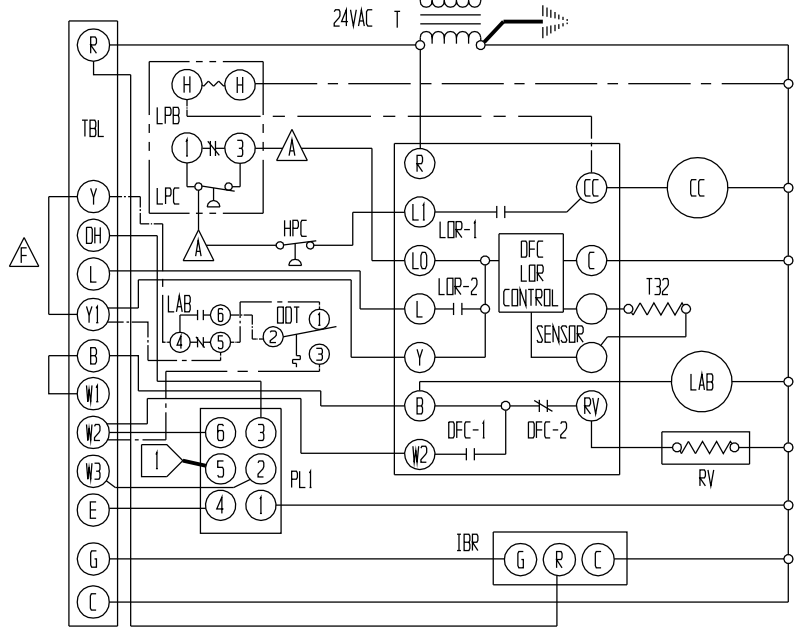 24VAC T
R
H H
TBL
LPB
1 3 A
R
LPC
CC CC
Y
L1
LOR-1
OH
F
A
HPC
LO
DFC
LOR
CONTROL
C
L
LOR-2
T32
LAB
6
ODT
1
L
Y1
SENSOR
4 5 2
3
Y
B
LAB
W1
B
RV
W2
6 3
DFC-1
DFC-2
1
W2
W3
5 2
PL1
RV
E
4 1
IBR
G
G R C
C